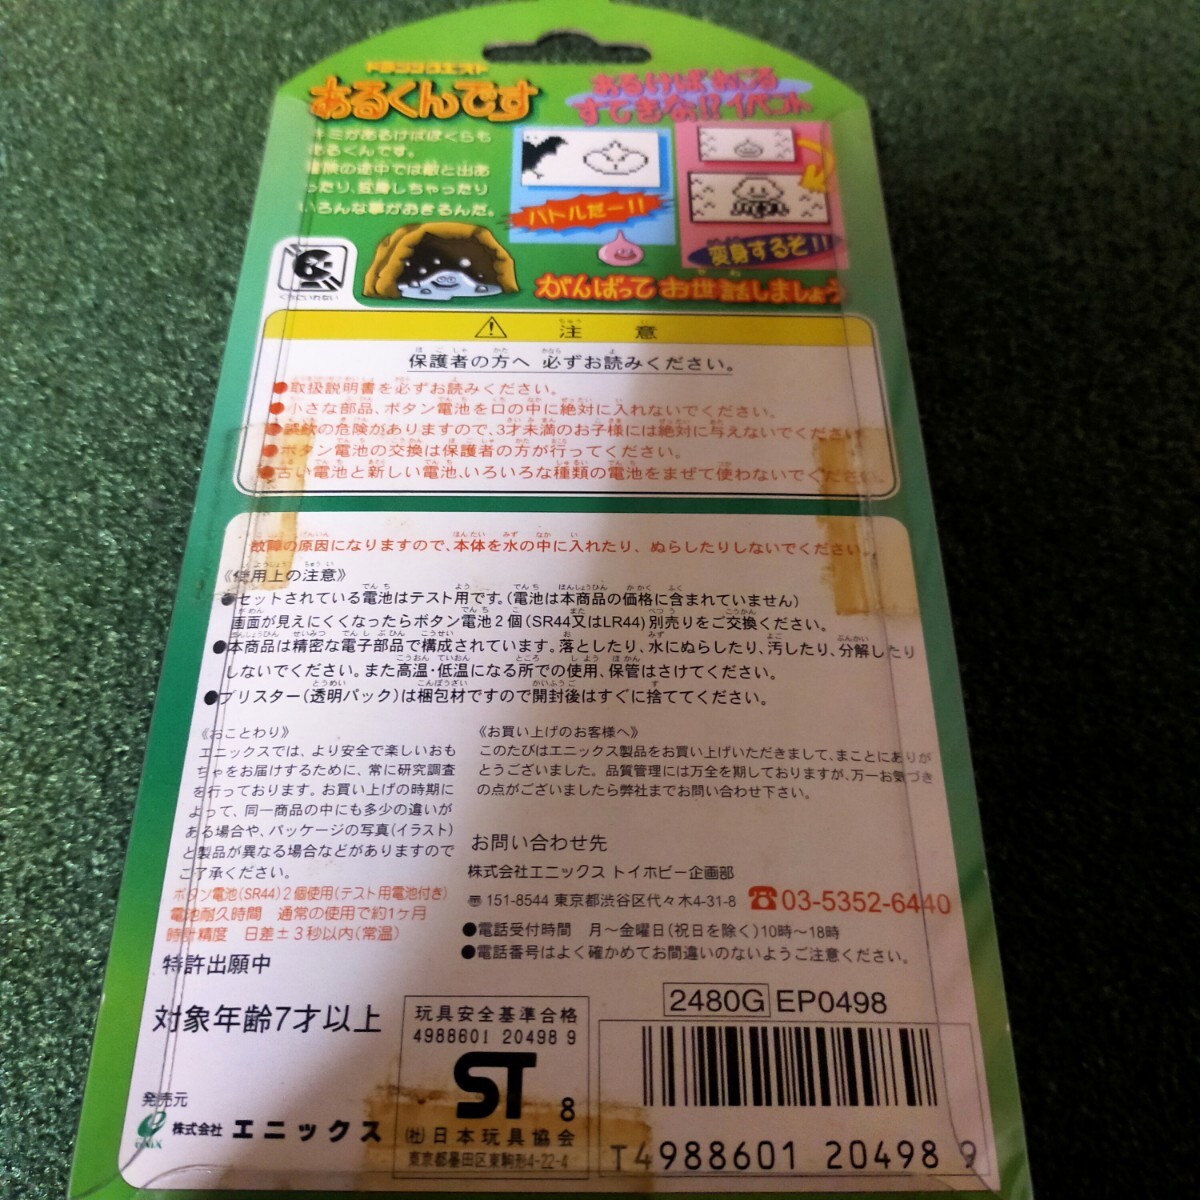 ドラゴンクエスト
あるくんです
キミがあるけばぼくらも
あるくんです。
冒険の途中では敵と出あ
ったり、変身しちゃったり
いろんな事がおきるんだ。
あるけばおこる
すてきな!!イベント
バトルだー!!
変身するぞ!!
がんばって お世話しましょう
くちにいれない
⚠ 注 意
保護者の方へ 必ずお読みください。
●取扱説明書を必ずお読みください。
●小さな部品、ボタン電池を口の中に絶対に入れないでください。
●誤飲の危険がありますので、3才未満のお子様には絶対に与えないでください。
●ボタン電池の交換は保護者の方が行ってください。
●古い電池と新しい電池、いろいろな種類の電池をまぜて使わないでください。
故障の原因になりますので、本体を水の中に入れたり、ぬらしたりしないでください。
《使用上の注意》
●セットされている電池はテスト用です。(電池は本商品の価格に含まれていません)
画面が見えにくくなったらボタン電池2個(SR44又はLR44)別売りをご交換ください。
●本商品は精密な電子部品で構成されています。落としたり、水にぬらしたり、汚したり、分解したり
しないでください。また高温・低温になる所での使用、保管はさけてください。
●ブリスター(透明パック)は梱包材ですので開封後はすぐに捨ててください。
《おことわり》
エニックスでは、より安全で楽しいおも
ちゃをお届けするために、常に研究調査
を行っております。お買い上げの時期に
よって、同一商品の中にも多少の違いが
ある場合や、パッケージの写真(イラスト)
と製品が異なる場合などがありますので
ご了承ください。
ボタン電池(SR44)2個使用(テスト用電池付き)
電池耐久時間 通常の使用で約1ヶ月
時計精度 日差±3秒以内(常温)
特許出願中
対象年齢7才以上
発売元
ENIX 株式会社 エニックス
《お買い上げのお客様へ》
このたびはエニックス製品をお買い上げいただきまして、まことにありが
とうございました。品質管理には万全を期しておりますが、万一お気づき
の点がございましたら弊社までお問い合わせ下さい。
お問い合わせ先
株式会社エニックス トイホビー企画部
〒151-8544 東京都渋谷区代々木4-31-8 ☎03-5352-6440
●電話受付時間 月〜金曜日(祝日を除く)10時〜18時
●電話番号はよく確かめてお間違いのないようご注意ください。
玩具安全基準合格
4988601 20498 9
ST 8
(社)日本玩具協会
東京都墨田区東駒形4-22-4
2480G EP0498
T4988601 20498 9